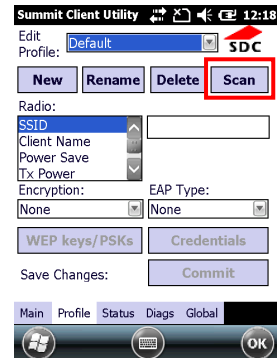 Summit Client Utility 12:18
Edit
Profile: Default
SDC
New Rename Delete Scan
Radio:
SSID
Client Name
Power Save
Tx Power
Encryption: EAP Type:
None None
WEP keys/PSKs Credentials
Save Changes: Commit
Main Profile Status Diags Global
OK